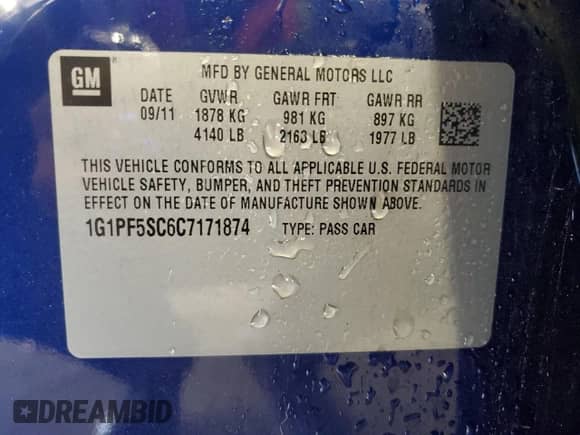 GM
MFD BY GENERAL MOTORS LLC
DATE GVWR GAWR FRT GAWR RR
09/11 1878 KG 981 KG 897 KG
4140 LB 2163 LB 1977 LB
THIS VEHICLE CONFORMS TO ALL APPLICABLE U.S. FEDERAL MOTOR
VEHICLE SAFETY, BUMPER, AND THEFT PREVENTION STANDARDS IN
EFFECT ON THE DATE OF MANUFACTURE SHOWN ABOVE.
1G1PF5SC6C7171874 TYPE: PASS CAR
DREAMBID